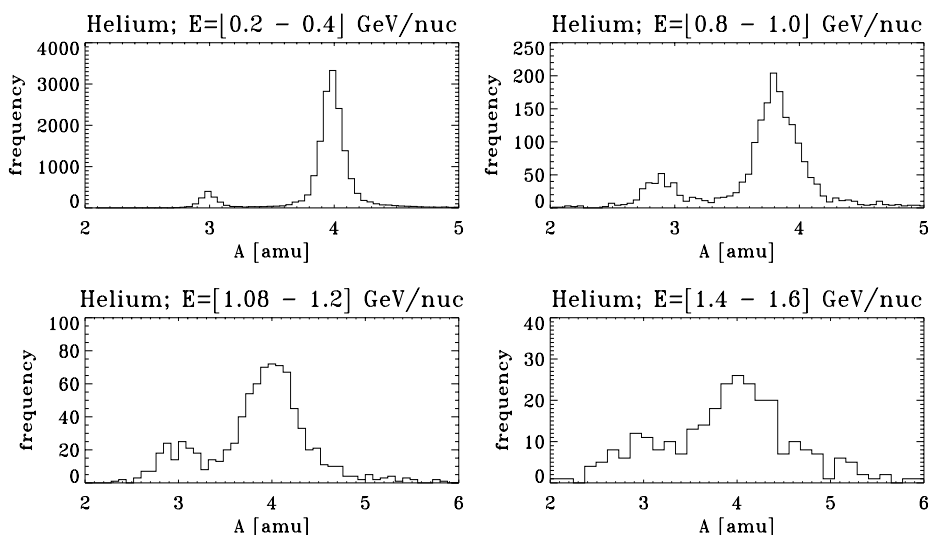 Helium; E=⌊0.2 - 0.4⌋ GeV/nuc
4000
3000
2000
1000
0
frequency
2 3 4 5
A [amu]
Helium; E=⌊0.8 - 1.0⌋ GeV/nuc
250
200
150
100
50
0
frequency
2 3 4 5
A [amu]
Helium; E=[1.08 - 1.2] GeV/nuc
100
80
60
40
20
0
frequency
2 3 4 5 6
A [amu]
Helium; E=[1.4 - 1.6] GeV/nuc
40
30
20
10
0
frequency
2 3 4 5 6
A [amu]